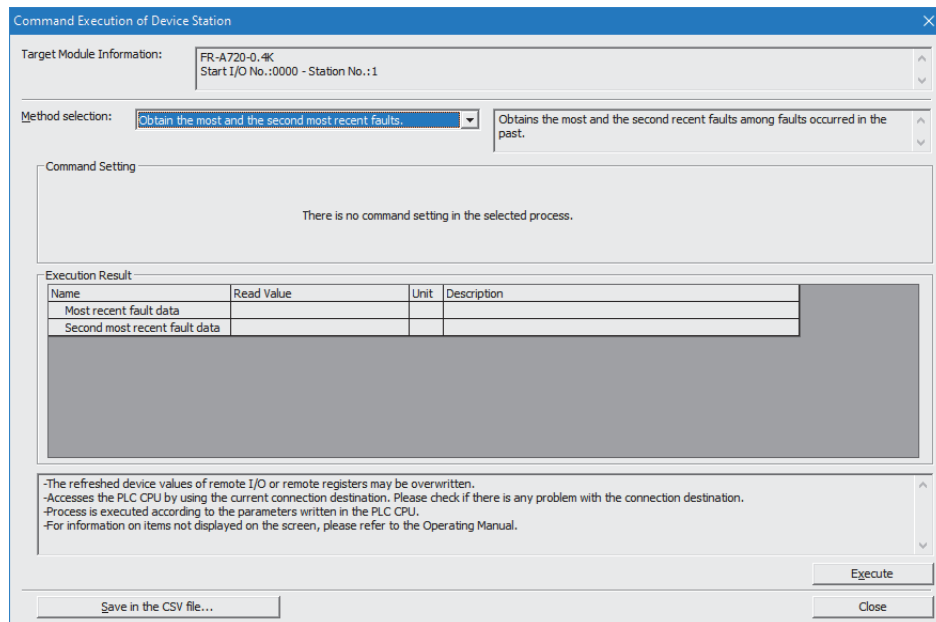 Command Execution of Device Station
Target Module Information:
FR-A720-0.4K
Start I/O No.:0000 - Station No.:1
Method selection:
Obtain the most and the second most recent faults.
Obtains the most and the second recent faults among faults occurred in the
past.
Command Setting
There is no command setting in the selected process.
Execution Result
Name Read Value Unit Description
Most recent fault data
Second most recent fault data
-The refreshed device values of remote I/O or remote registers may be overwritten.
-Accesses the PLC CPU by using the current connection destination. Please check if there is any problem with the connection destination.
-Process is executed according to the parameters written in the PLC CPU.
-For information on items not displayed on the screen, please refer to the Operating Manual.
Execute
Save in the CSV file...
Close